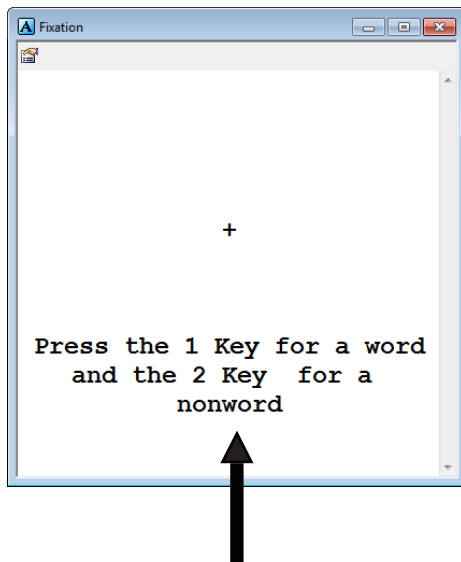 A Fixation
+
Press the 1 Key for a word
and the 2 Key  for a
nonword